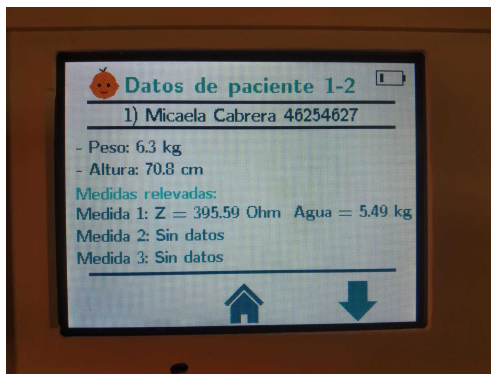 Datos de paciente 1-2
1) Micaela Cabrera 46254627
- Peso: 6.3 kg
- Altura: 70.8 cm
Medidas relevadas:
Medida 1: Z = 395.59 Ohm Agua = 5.49 kg
Medida 2: Sin datos
Medida 3: Sin datos